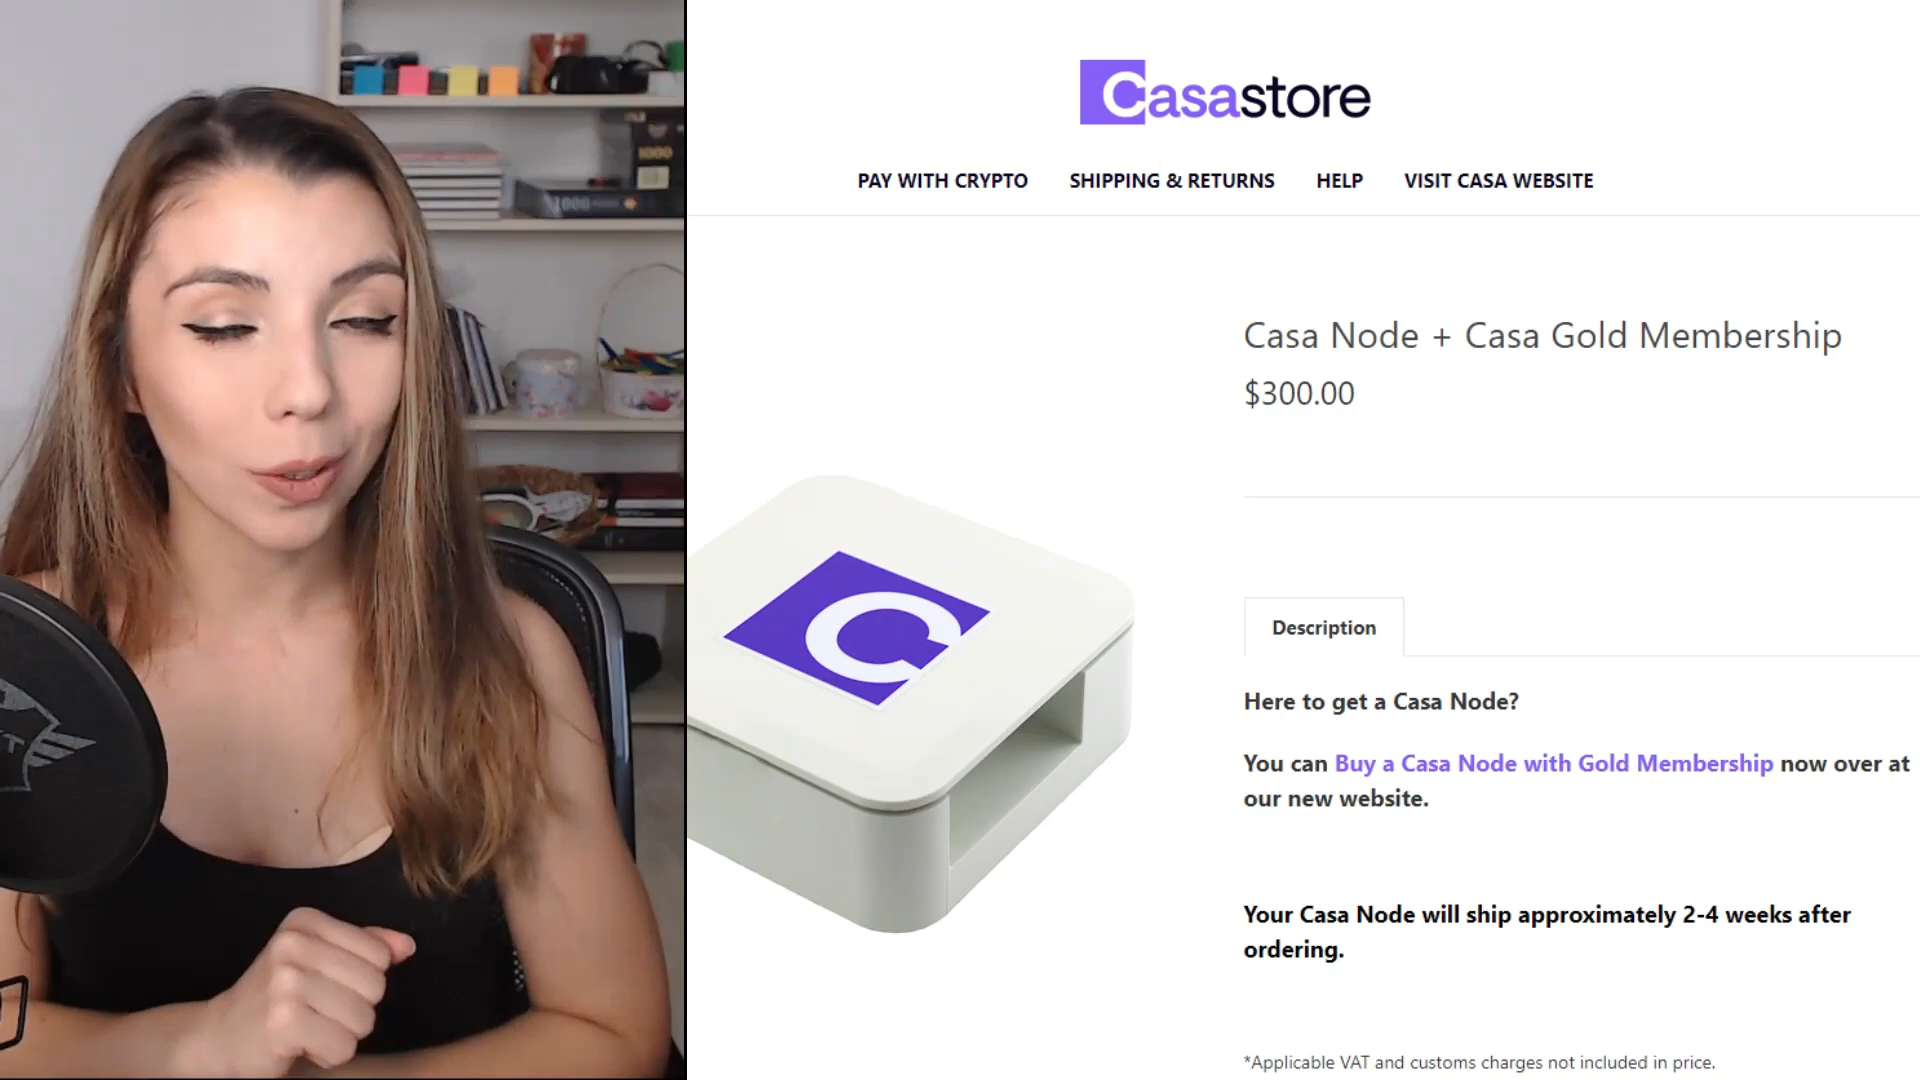 Casastore
PAY WITH CRYPTO SHIPPING & RETURNS HELP VISIT CASA WEBSITE
Casa Node + Casa Gold Membership
$300.00
C
Description
Here to get a Casa Node?
You can Buy a Casa Node with Gold Membership now over at
our new website.
Your Casa Node will ship approximately 2-4 weeks after
ordering.
*Applicable VAT and customs charges not included in price.
1000
1000